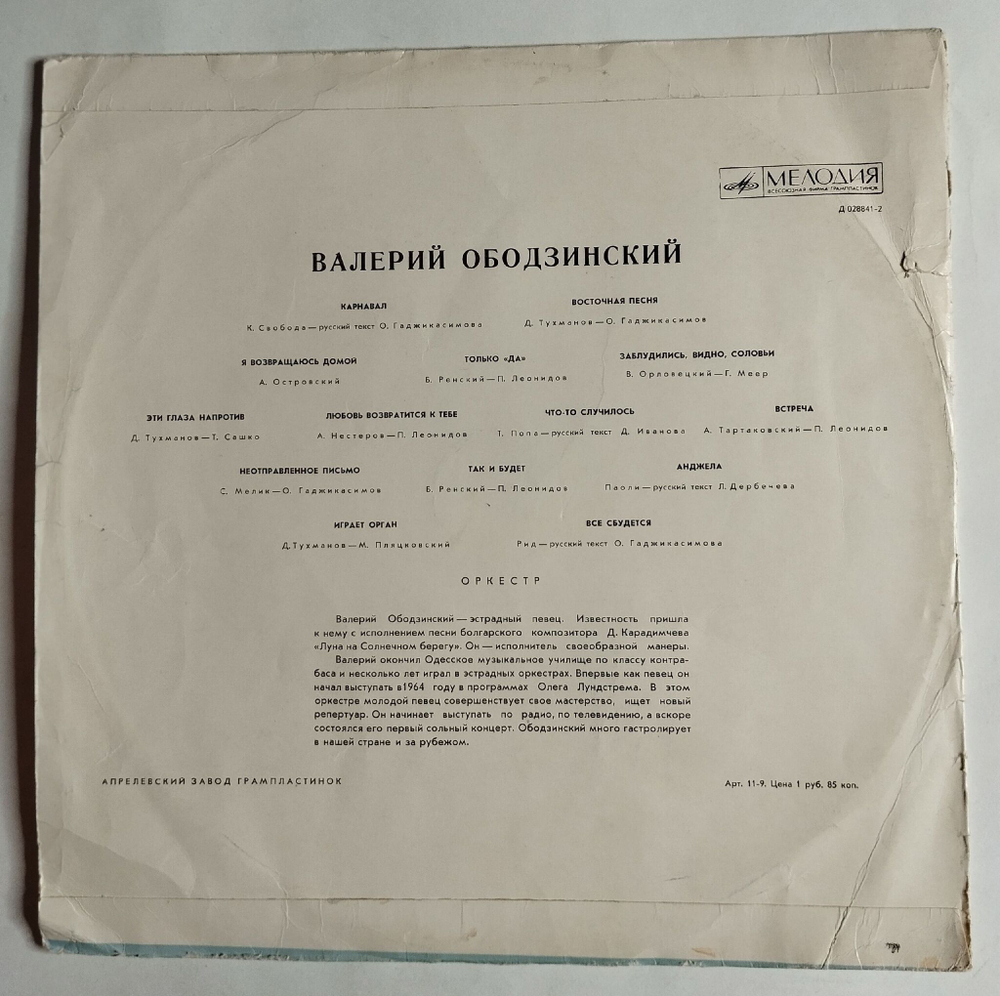 МЕЛОДИЯ
ВСЕСОЮЗНАЯ ФИРМА ГРАМПЛАСТИНОК
Д 028841-2
ВАЛЕРИЙ ОБОДЗИНСКИЙ
КАРНАВАЛ
К. Свобода — русский текст О. Гаджикасимова
ВОСТОЧНАЯ ПЕСНЯ
Д. Тухманов — О. Гаджикасимов
Я ВОЗВРАЩАЮСЬ ДОМОЙ
А. Островский
ТОЛЬКО «ДА»
Б. Ренский — П. Леонидов
ЗАБЛУДИЛИСЬ, ВИДНО, СОЛОВЬИ
В. Орловецкий — Г. Меер
ЭТИ ГЛАЗА НАПРОТИВ
Д. Тухманов — Т. Сашко
ЛЮБОВЬ ВОЗВРАТИТСЯ К ТЕБЕ
А. Нестеров — П. Леонидов
ЧТО-ТО СЛУЧИЛОСЬ
Т. Попа — русский текст Д. Иванова
ВСТРЕЧА
А. Тартаковский — П. Леонидов
НЕОТПРАВЛЕННОЕ ПИСЬМО
С. Мелик — О. Гаджикасимов
ТАК И БУДЕТ
Б. Ренский — П. Леонидов
АНДЖЕЛА
Паоли — русский текст Л. Дербенева
ИГРАЕТ ОРГАН
Д. Тухманов — М. Пляцковский
ВСЕ СБУДЕТСЯ
Рид — русский текст О. Гаджикасимова
ОРКЕСТР
Валерий Ободзинский — эстрадный певец. Известность пришла
к нему с исполнением песни болгарского композитора Д. Карадимчева
«Луна на Солнечном берегу». Он — исполнитель своеобразной манеры.
Валерий окончил Одесское музыкальное училище по классу контра-
баса и несколько лет играл в эстрадных оркестрах. Впервые как певец он
начал выступать в 1964 году в программах Олега Лундстрема. В этом
оркестре молодой певец совершенствует свое мастерство, ищет новый
репертуар. Он начинает выступать по радио, по телевидению, а вскоре
состоялся его первый сольный концерт. Ободзинский много гастролирует
в нашей стране и за рубежом.
АПРЕЛЕВСКИЙ ЗАВОД ГРАМПЛАСТИНОК
Арт. 11-9. Цена 1 руб. 85 коп.